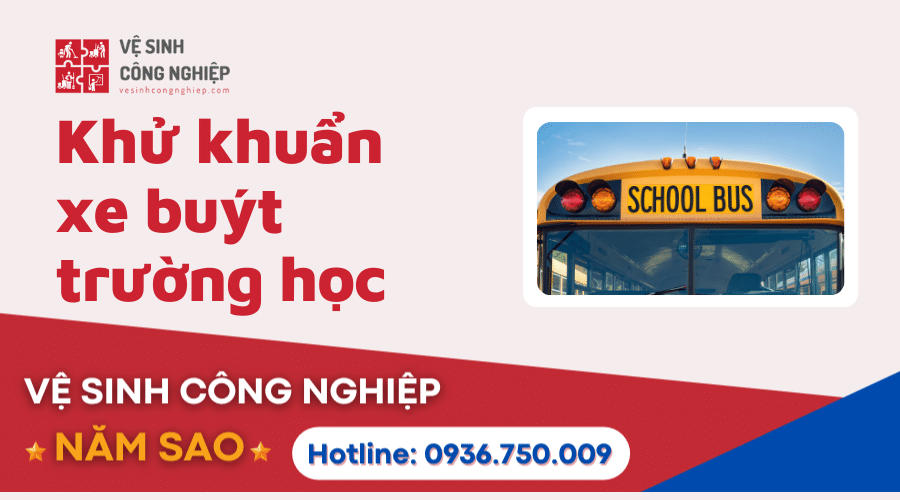 VỆ SINH
CÔNG NGHIỆP
vesinhcongnghiep.com
Khử khuẩn
xe buýt
trường học
SCHOOL BUS
VỆ SINH CÔNG NGHIỆP
NĂM SAO
Hotline: 0936.750.009